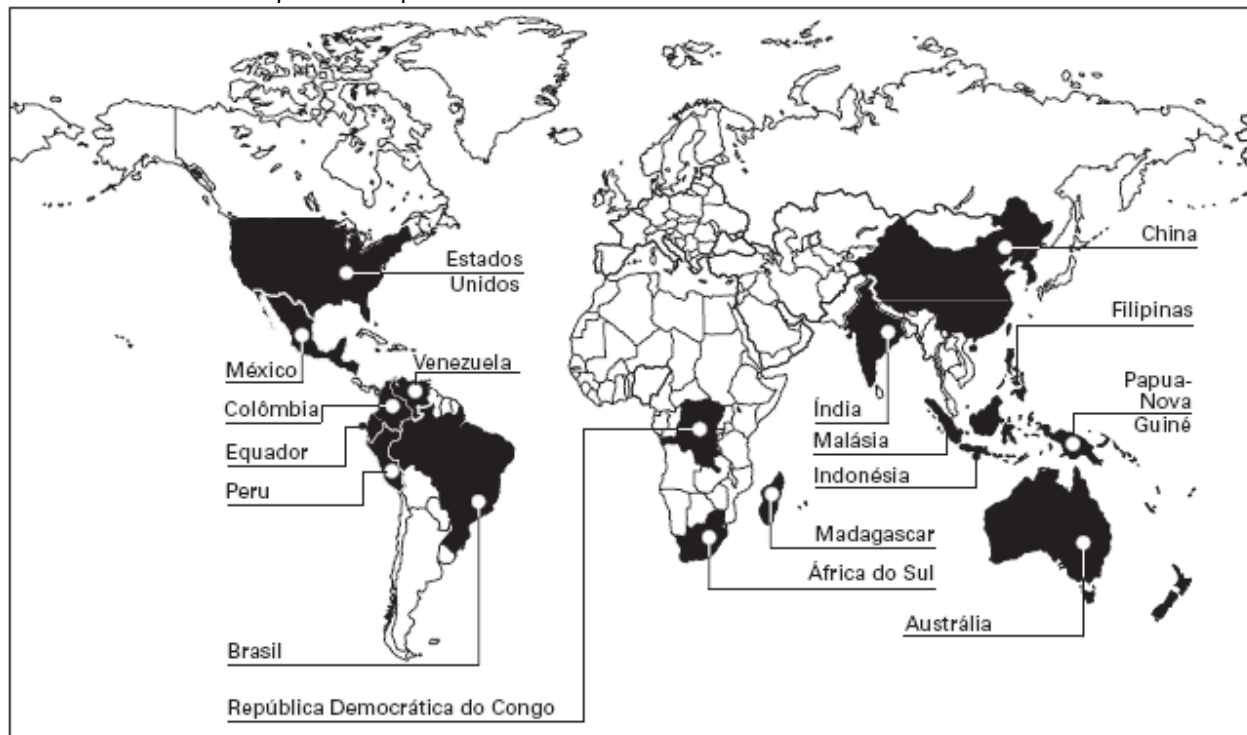 Estados
Unidos
México
Venezuela
Colômbia
Equador
Peru
Brasil
República Democrática do Congo
China
Filipinas
Papua-
Nova
Guiné
Índia
Malásia
Indonésia
Madagascar
África do Sul
Austrália